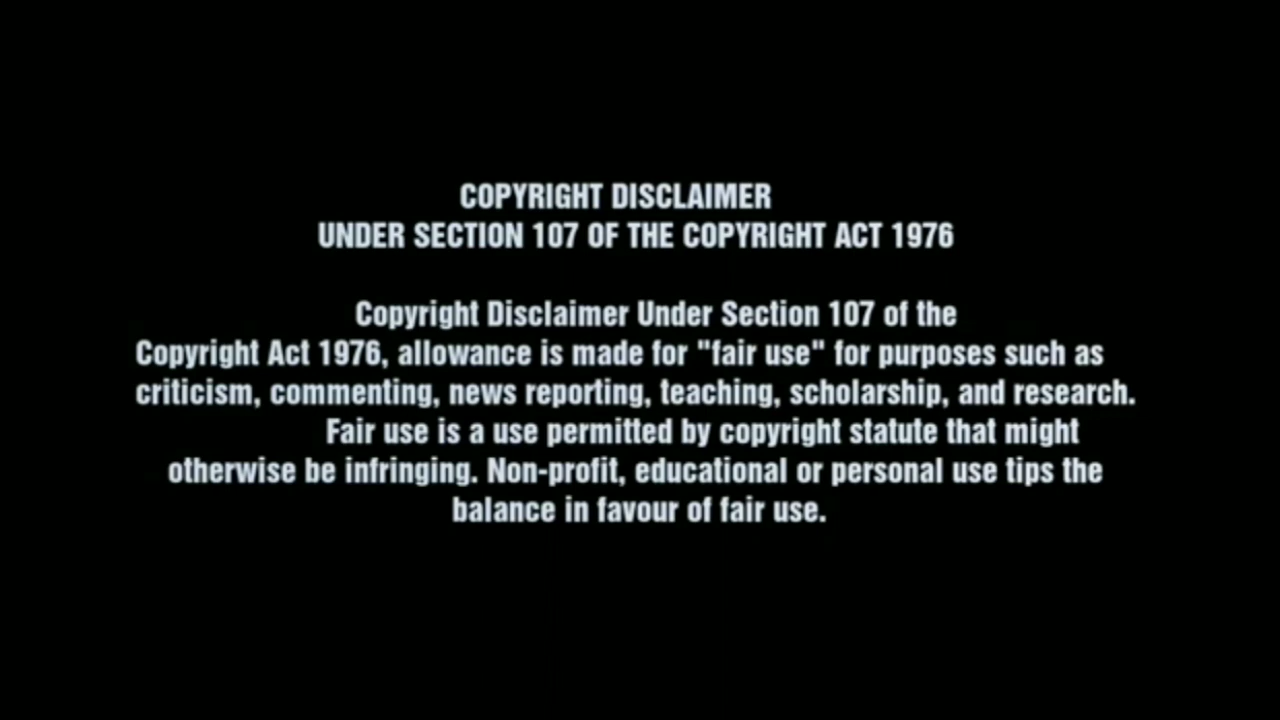 COPYRIGHT DISCLAIMER
UNDER SECTION 107 OF THE COPYRIGHT ACT 1976
Copyright Disclaimer Under Section 107 of the
Copyright Act 1976, allowance is made for "fair use" for purposes such as
criticism, commenting, news reporting, teaching, scholarship, and research.
Fair use is a use permitted by copyright statute that might
otherwise be infringing. Non-profit, educational or personal use tips the
balance in favour of fair use.